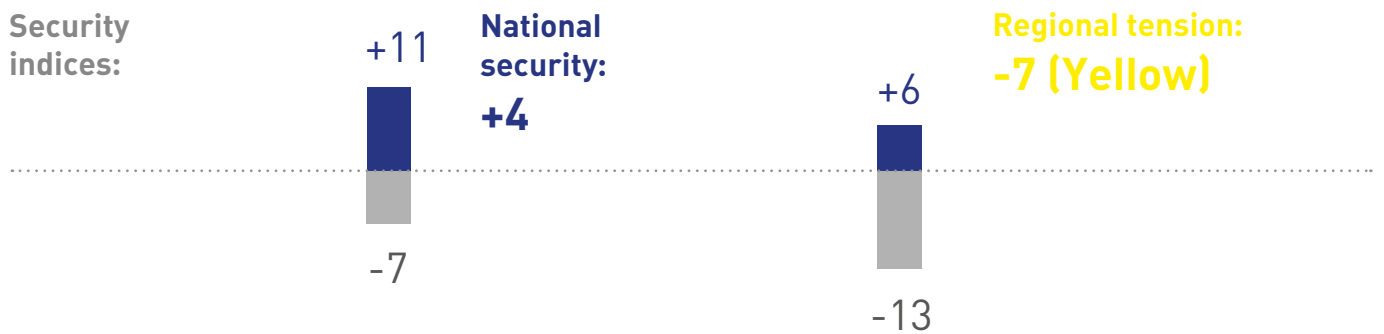 Security
indices:
+11
-7
National
security:
+4
+6
-13
Regional tension:
-7 (Yellow)